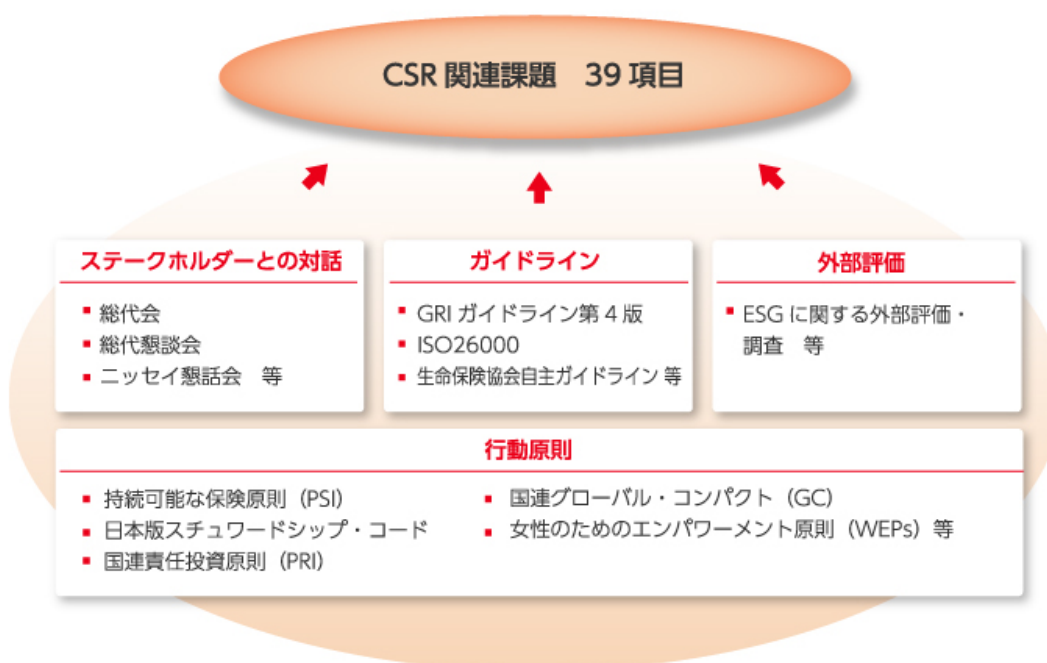 CSR 関連課題　39 項目
ステークホルダーとの対話
▪ 総代会
▪ 総代懇談会
▪ ニッセイ懇話会　等
ガイドライン
▪ GRI ガイドライン第 4 版
▪ ISO26000
▪ 生命保険協会自主ガイドライン 等
外部評価
▪ ESG に関する外部評価・
調査　等
行動原則
▪ 持続可能な保険原則（PSI）
▪ 日本版スチュワードシップ・コード
▪ 国連責任投資原則（PRI）
▪ 国連グローバル・コンパクト（GC）
▪ 女性のためのエンパワーメント原則（WEPs）等